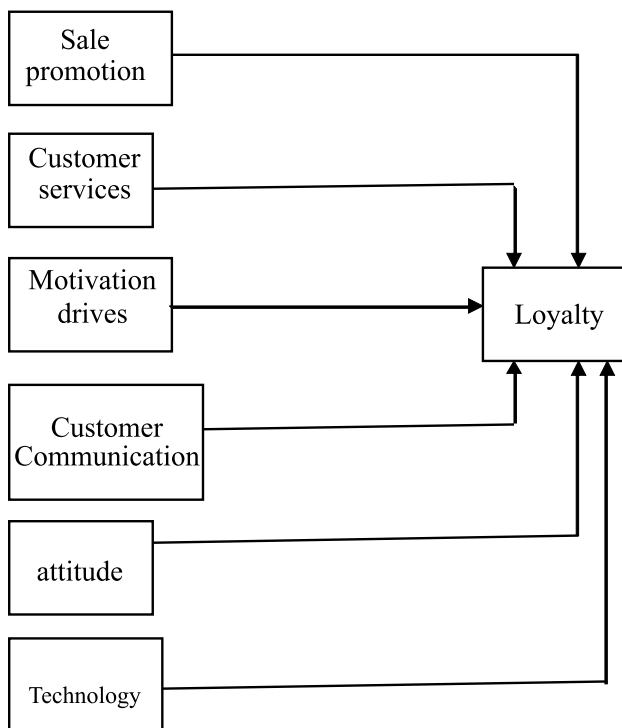 Sale
promotion
Customer
services
Motivation
drives
Loyalty
Customer
Communication
attitude
Technology